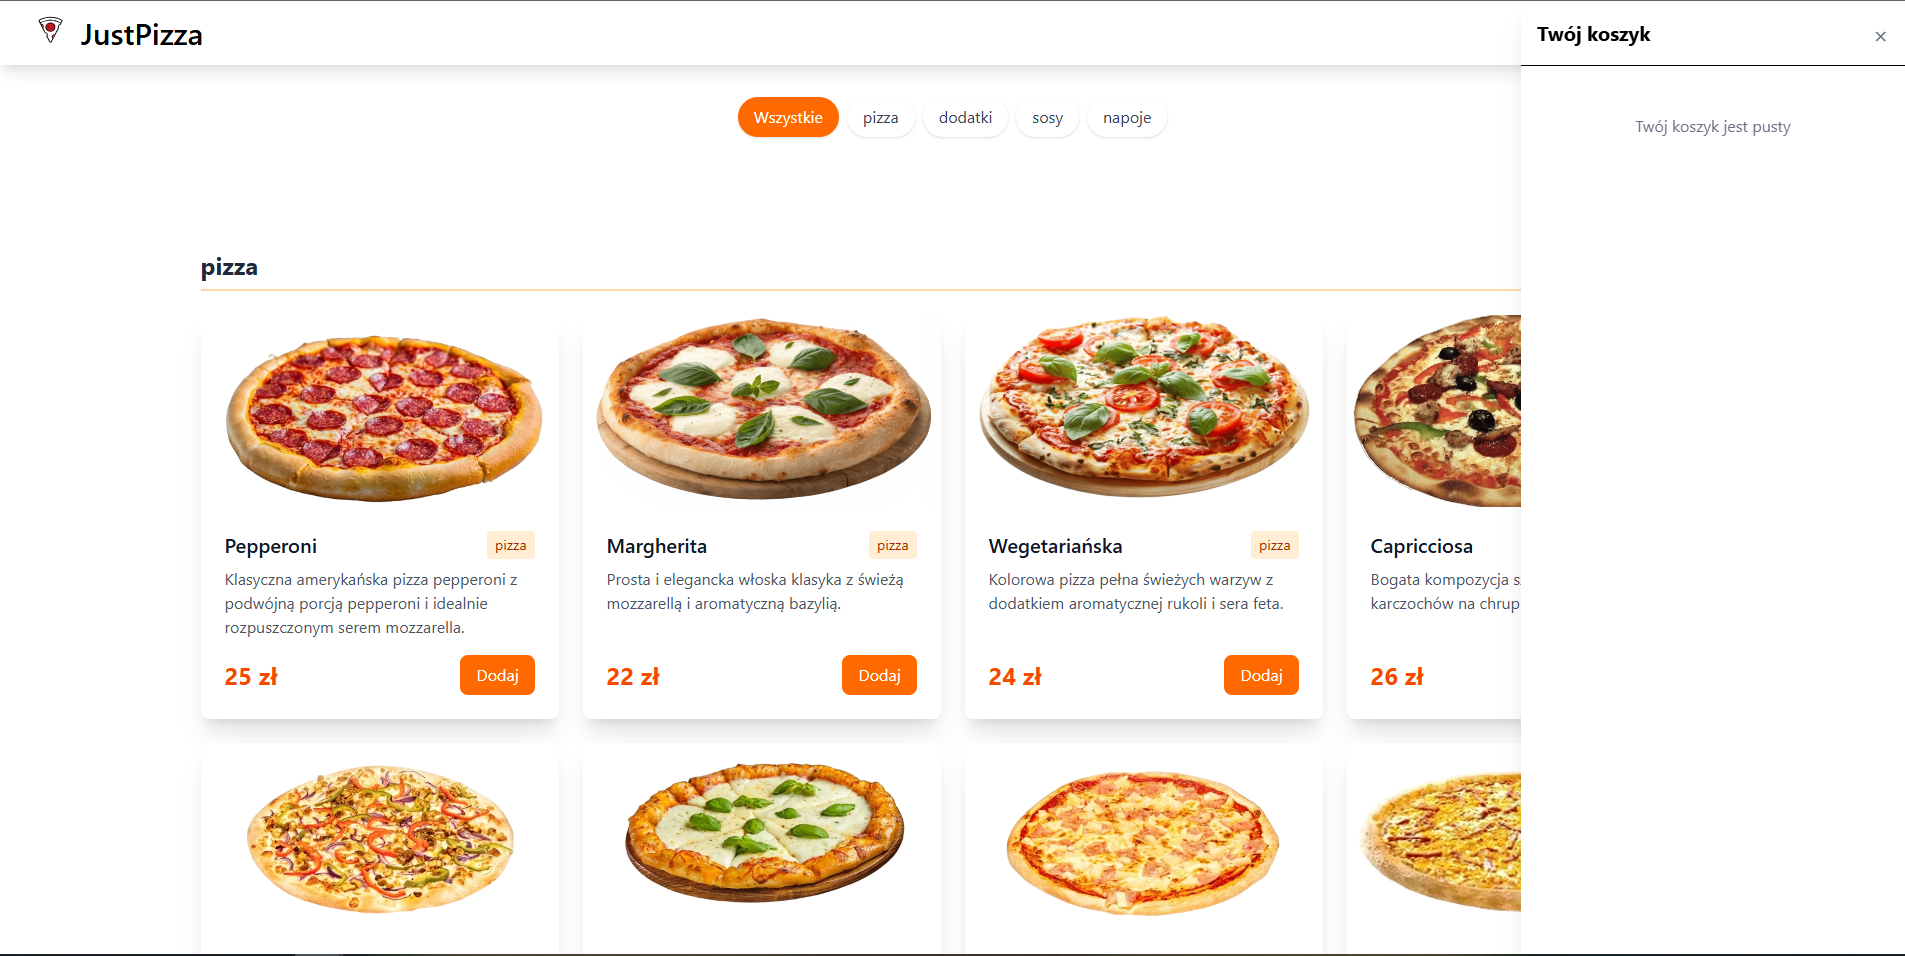 JustPizza
Twój koszyk
×
Wszystkie
pizza
dodatki
sosy
napoje
Twój koszyk jest pusty
pizza
Pepperoni
pizza
Klasyczna amerykańska pizza pepperoni z
podwójną porcją pepperoni i idealnie
rozpuszczonym serem mozzarella.
25 zł
Dodaj
Margherita
pizza
Prosta i elegancka włoska klasyka z świeżą
mozzarellą i aromatyczną bazylią.
22 zł
Dodaj
Wegetariańska
pizza
Kolorowa pizza pełna świeżych warzyw z
dodatkiem aromatycznej rukoli i sera feta.
24 zł
Dodaj
Capricciosa
Bogata kompozycja
karczochów na chrup
26 zł